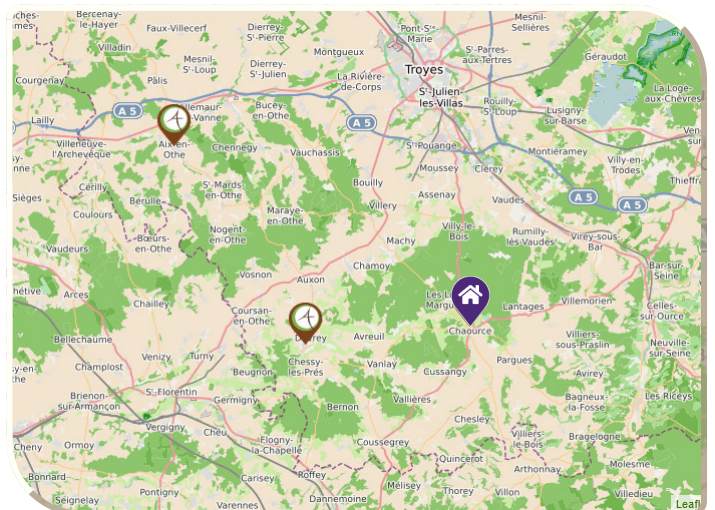 Bercenay-
le-Hayer
Faux-Villecerf
Dierrey-
Sᵗ-Pierre
Pont-Sᵗᵉ-
Marie
Mesnil-
Sellières
Villadin
Mesnil-
Sᵗ-Loup
Montgueux
Sᵗ-Parres-
aux-Tertres
Géraudot
Courgenay
Pâlis
Dierrey-
Sᵗ-Julien
La Rivière-
de-Corps
Troyes
Sᵗ-Julien
les-Villas
La Loge-
aux-Chèvres
Lailly
A 5
Bucey-
en-Othe
A 5
Rouilly-
Sᵗ-Loup
Lusigny-
sur-Barse
Villeneuve-
l'Archevêque
Aix-en-
Othe
Chennegy
Vauchassis
Sᵗ-Pouange
Moussey
Clérey
Montiéramey
Villy-en-
Trodes
Cérilly
Sᵗ-Mards
en-Othe
Bouilly
Assenay
Vaudes
A 5
A 5
Coulours
Bérulle
Maraye-
en-Othe
Villery
Bœurs-
en-Othe
Nogent-
en-Othe
Machy
Villy-le-
Bois
Rumilly-
lès-Vaudes
Virey-sous-
Bar
Vaudeurs
Vosnon
Auxon
Chamoy
Bar-sur-
Seine
Arces
Chailley
Coursan-
en-Othe
Lantages
Villemorien
Celles-
sur-Ource
Bellechaume
Avreuil
Chaource
Villiers-
sous-Praslin
Neuville-
sur-Seine
Champlost
Venizy
Turny
Beugnon
Chessy-
les-Prés
Vanlay
Cussangy
Pargues
Avirey
Brienon-
sur-Armançon
Sᵗ-Florentin
Germigny
Bernon
Vallières
Bagneux-
la-Fosse
Les Riceys
Vergigny
Chéu
Chesley
Villiers-
le-Bois
Bragelogne
Cheny
Ormoy
Flogny-
la-Chapelle
Coussegrey
Quincerot
Arthonnay
Molesme
Bonnard
Pontigny
Carisey
Roffey
Mélisey
Thorey
Villon
Villedieu
Seignelay
Varennes
Dannemoine
Leafl